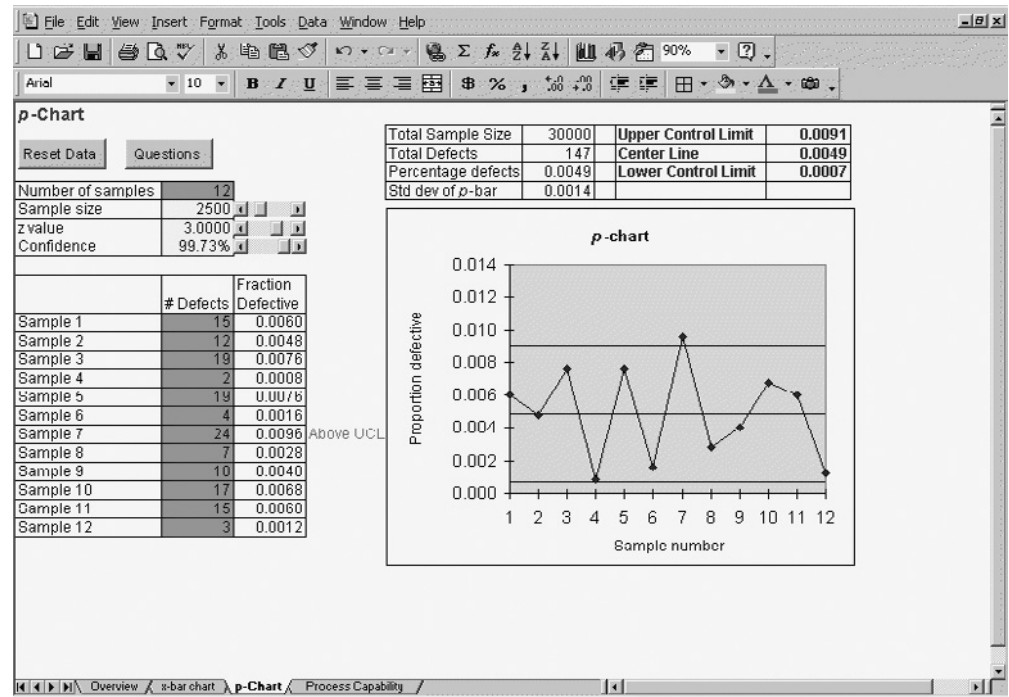 File Edit View Insert Format Tools Data Window Help
90%
Arial 10 B I U
p-Chart
Reset Data Questions
Number of samples 12
Sample size 2500
z value 3.0000
Confidence 99.73%
Total Sample Size 30000 Upper Control Limit 0.0091
Total Defects 147 Center Line 0.0049
Percentage defects 0.0049 Lower Control Limit 0.0007
Std dev of p-bar 0.0014
Fraction
# Defects Defective
Sample 1 15 0.0060
Sample 2 12 0.0048
Sample 3 19 0.0076
Sample 4 2 0.0008
Sample 5 19 0.0076
Sample 6 4 0.0016
Sample 7 24 0.0096 Above UCL
Sample 8 7 0.0028
Sample 9 10 0.0040
Sample 10 17 0.0068
Sample 11 15 0.0060
Sample 12 3 0.0012
p-chart
Proportion defective
0.014
0.012
0.010
0.008
0.006
0.004
0.002
0.000
1 2 3 4 5 6 7 8 9 10 11 12
Sample number
Overview x-bar chart p-Chart Process Capability